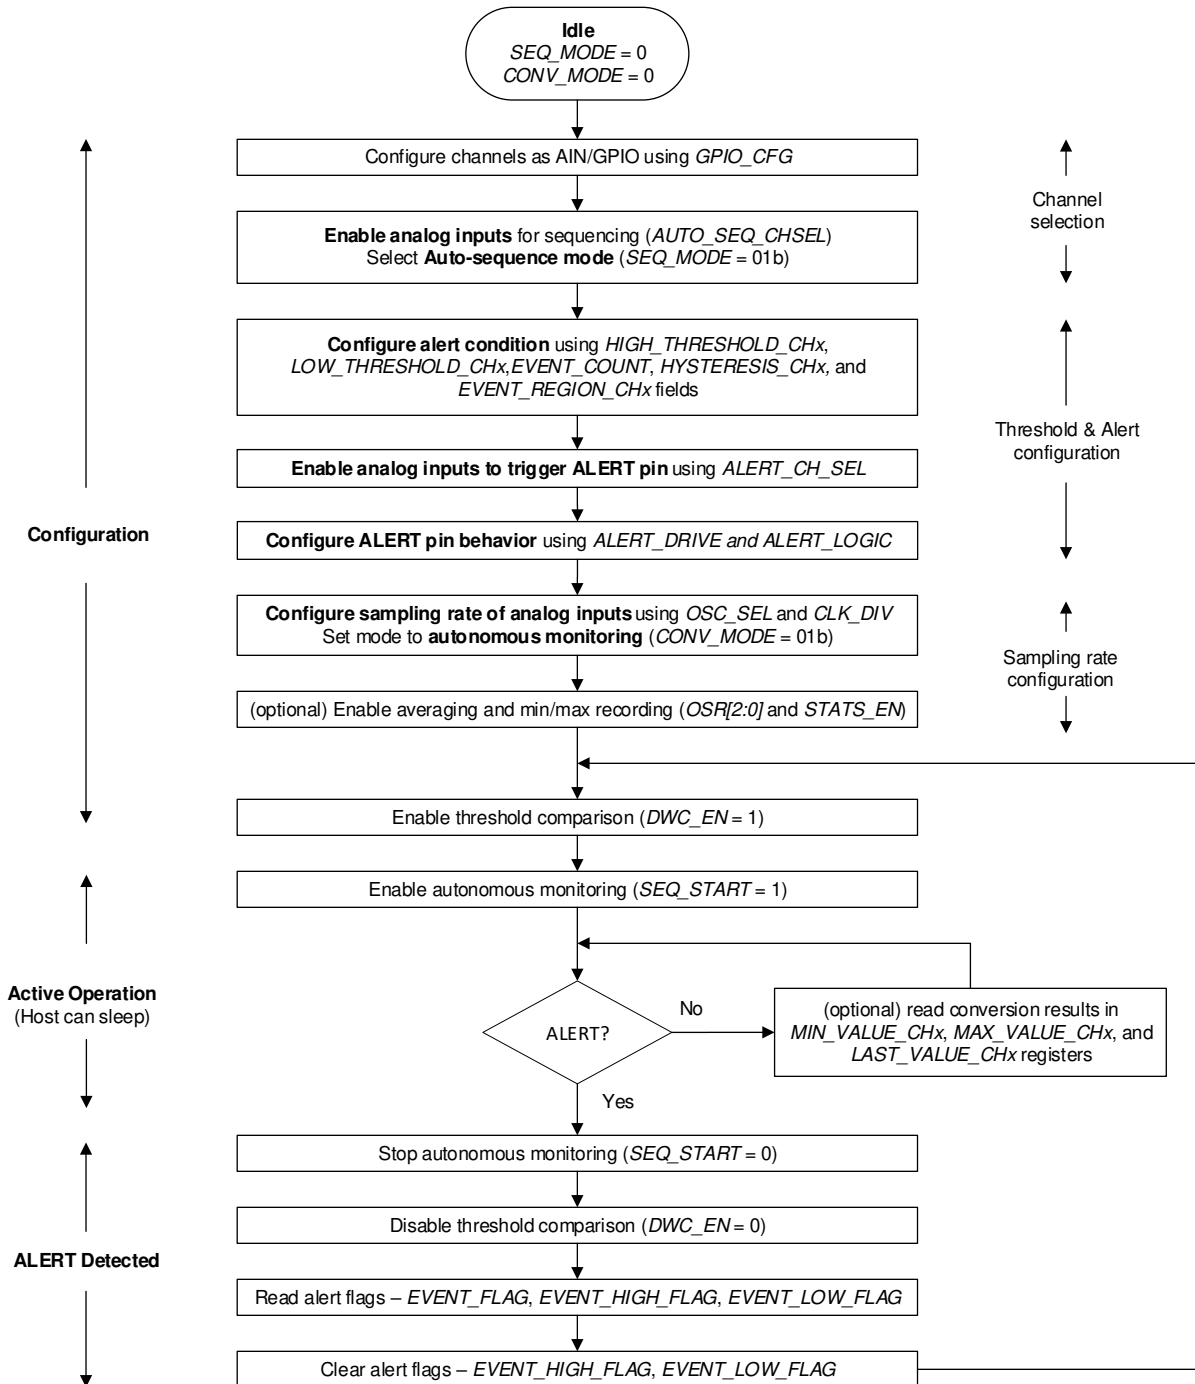 Idle
SEQ_MODE = 0
CONV_MODE = 0
Configure channels as AIN/GPIO using GPIO_CFG
Channel
selection
Enable analog inputs for sequencing (AUTO_SEQ_CHSEL)
Select Auto-sequence mode (SEQ_MODE = 01b)
Configure alert condition using HIGH_THRESHOLD_CHx,
LOW_THRESHOLD_CHx,EVENT_COUNT, HYSTERESIS_CHx, and
EVENT_REGION_CHx fields
Threshold & Alert
configuration
Enable analog inputs to trigger ALERT pin using ALERT_CH_SEL
Configuration
Configure ALERT pin behavior using ALERT_DRIVE and ALERT_LOGIC
Configure sampling rate of analog inputs using OSC_SEL and CLK_DIV
Set mode to autonomous monitoring (CONV_MODE = 01b)
Sampling rate
configuration
(optional) Enable averaging and min/max recording (OSR[2:0] and STATS_EN)
Enable threshold comparison (DWC_EN = 1)
Enable autonomous monitoring (SEQ_START = 1)
Active Operation
(Host can sleep)
ALERT?
No
(optional) read conversion results in
MIN_VALUE_CHx, MAX_VALUE_CHx, and
LAST_VALUE_CHx registers
Yes
Stop autonomous monitoring (SEQ_START = 0)
Disable threshold comparison (DWC_EN = 0)
ALERT Detected
Read alert flags – EVENT_FLAG, EVENT_HIGH_FLAG, EVENT_LOW_FLAG
Clear alert flags – EVENT_HIGH_FLAG, EVENT_LOW_FLAG